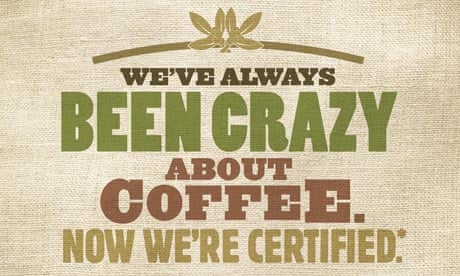 WE'VE ALWAYS
BEEN CRAZY
ABOUT
COFFEE.
NOW WE'RE CERTIFIED.*